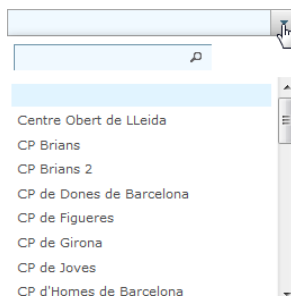 Centre Obert de LLeida
CP Brians
CP Brians 2
CP de Dones de Barcelona
CP de Figueres
CP de Girona
CP de Joves
CP d'Homes de Barcelona